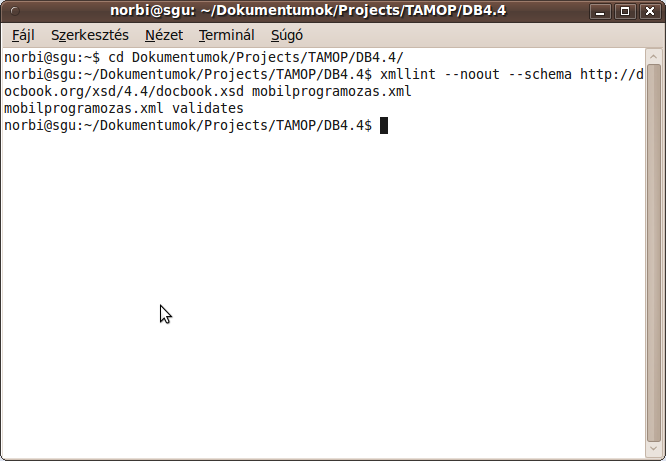 norbi@sgu: ~/Dokumentumok/Projects/TAMOP/DB4.4
Fájl Szerkesztés Nézet Terminál Súgó
norbi@sgu:~$ cd Dokumentumok/Projects/TAMOP/DB4.4/
norbi@sgu:~/Dokumentumok/Projects/TAMOP/DB4.4$ xmllint --noout --schema http://d
ocbook.org/xsd/4.4/docbook.xsd mobilprogramozas.xml
mobilprogramozas.xml validates
norbi@sgu:~/Dokumentumok/Projects/TAMOP/DB4.4$